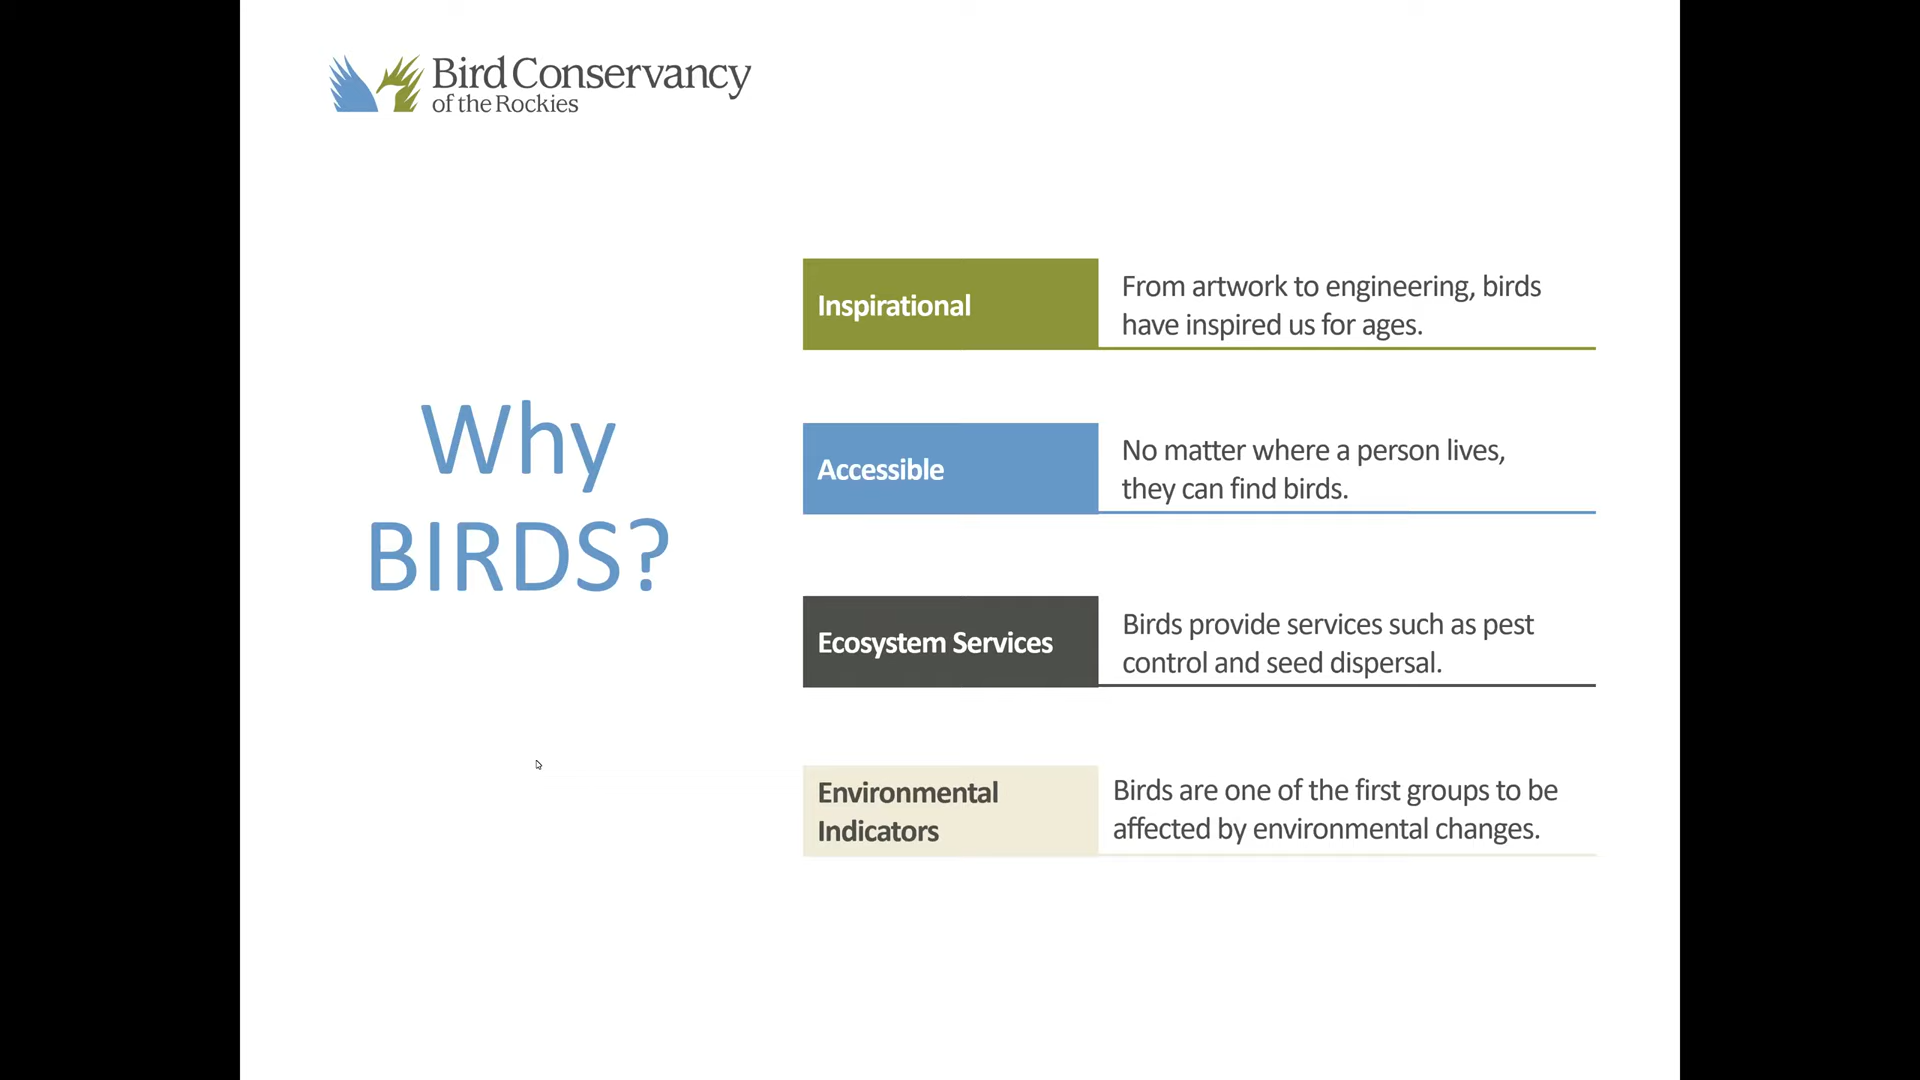 Bird Conservancy
of the Rockies
Why
BIRDS?
Inspirational
From artwork to engineering, birds
have inspired us for ages.
Accessible
No matter where a person lives,
they can find birds.
Ecosystem Services
Birds provide services such as pest
control and seed dispersal.
Environmental
Indicators
Birds are one of the first groups to be
affected by environmental changes.